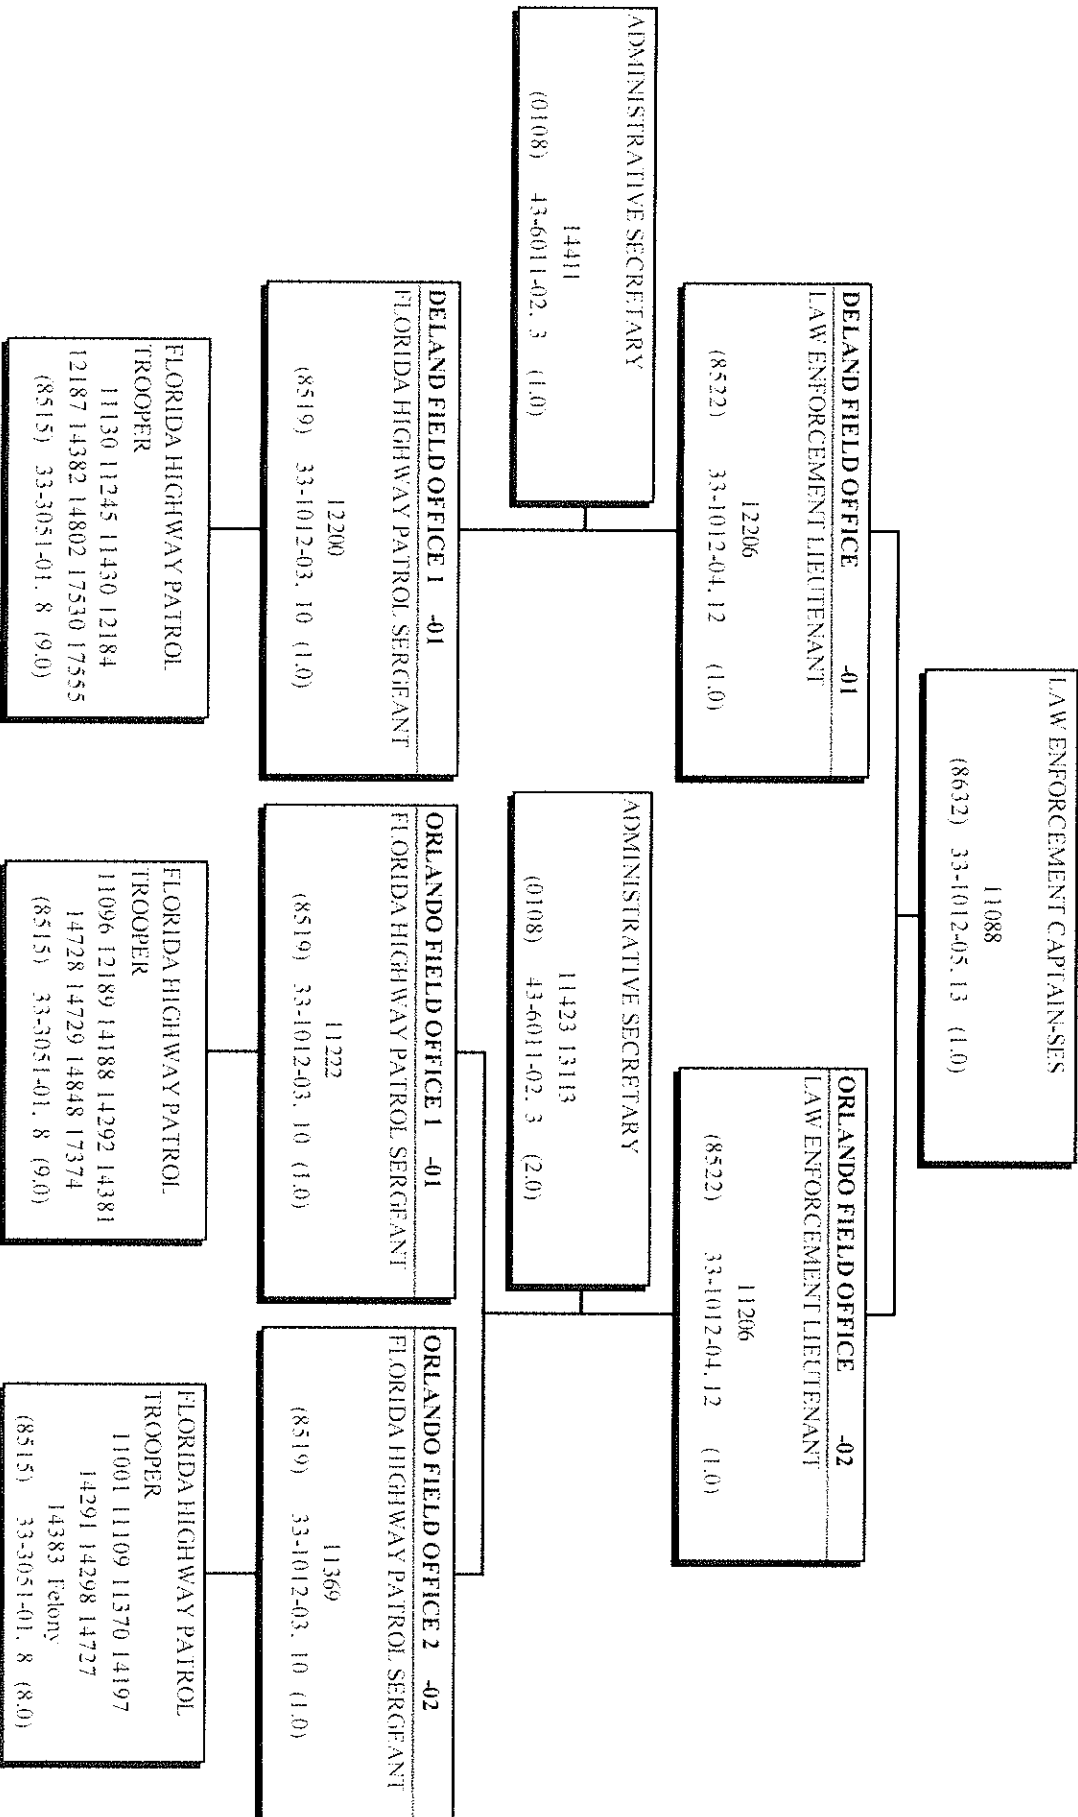 LAW ENFORCEMENT CAPTAIN-SES
11088
(8632) 33-1012-05. 13 (1.0)
DELAND FIELD OFFICE -01
LAW ENFORCEMENT LIEUTENANT
12206
(8522) 33-1012-04. 12 (1.0)
ORLANDO FIELD OFFICE -02
LAW ENFORCEMENT LIEUTENANT
11206
(8522) 33-1012-04. 12 (1.0)
ADMINISTRATIVE SECRETARY
14411
(0108) 43-6011-02. 3 (1.0)
ADMINISTRATIVE SECRETARY
11423 13113
(0108) 43-6011-02. 3 (2.0)
DELAND FIELD OFFICE 1 -01
FLORIDA HIGHWAY PATROL SERGEANT
12200
(8519) 33-1012-03. 10 (1.0)
ORLANDO FIELD OFFICE 1 -01
FLORIDA HIGHWAY PATROL SERGEANT
11222
(8519) 33-1012-03. 10 (1.0)
ORLANDO FIELD OFFICE 2 -02
FLORIDA HIGHWAY PATROL SERGEANT
11369
(8519) 33-1012-03. 10 (1.0)
FLORIDA HIGHWAY PATROL
TROOPER
11130 11245 11430 12184
12187 14382 14802 17530 17555
(8515) 33-3051-01. 8 (9.0)
FLORIDA HIGHWAY PATROL
TROOPER
11096 12189 14188 14292 14381
14728 14729 14848 17374
(8515) 33-3051-01. 8 (9.0)
FLORIDA HIGHWAY PATROL
TROOPER
11001 11109 11370 14197
14291 14298 14727
14383 Felony
(8515) 33-3051-01. 8 (8.0)